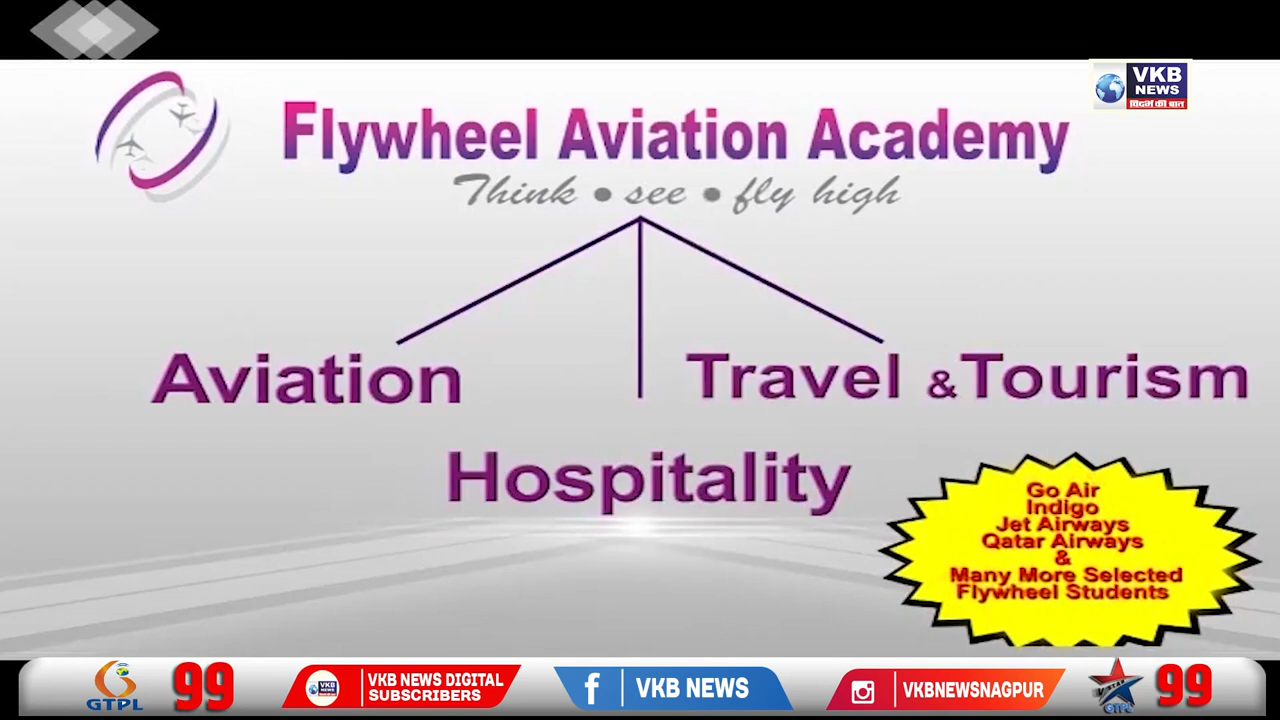 VKB
NEWS
विदर्भ की बात
Flywheel Aviation Academy
Think • see • fly high
Aviation
Travel & Tourism
Hospitality
Go Air
Indigo
Jet Airways
Qatar Airways
&
Many More Selected
Flywheel Students
GTPL
99
VKB NEWS DIGITAL
SUBSCRIBERS
f
VKB NEWS
VKBNEWSNAGPUR
GTPL
99